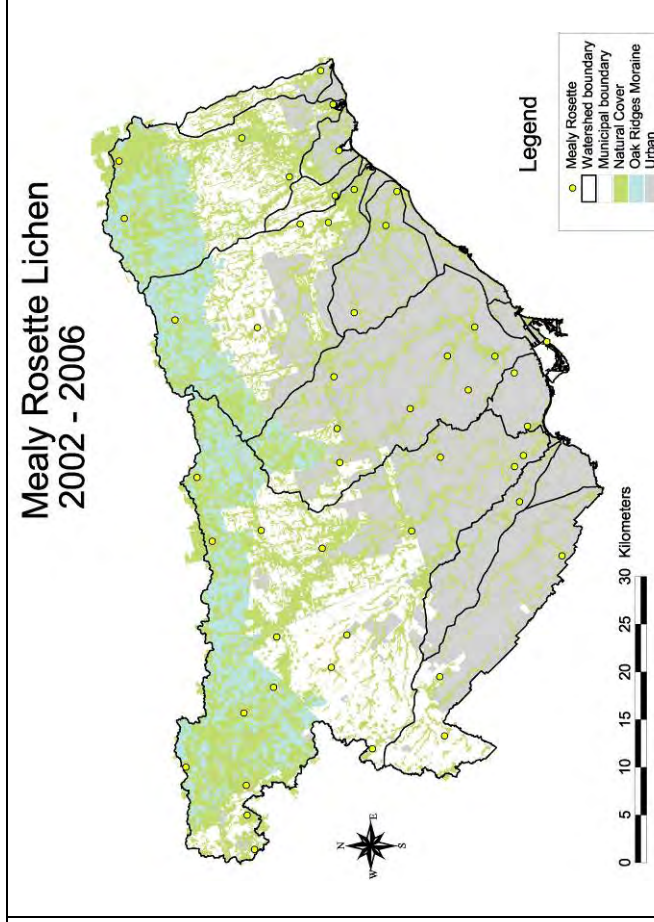 Mealy Rosette Lichen
2002 - 2006
N
W
E
S
Legend
Mealy Rosette
Watershed boundary
Municipal boundary
Natural Cover
Oak Ridges Moraine
Urban
0 5 10 15 20 25 30 Kilometers